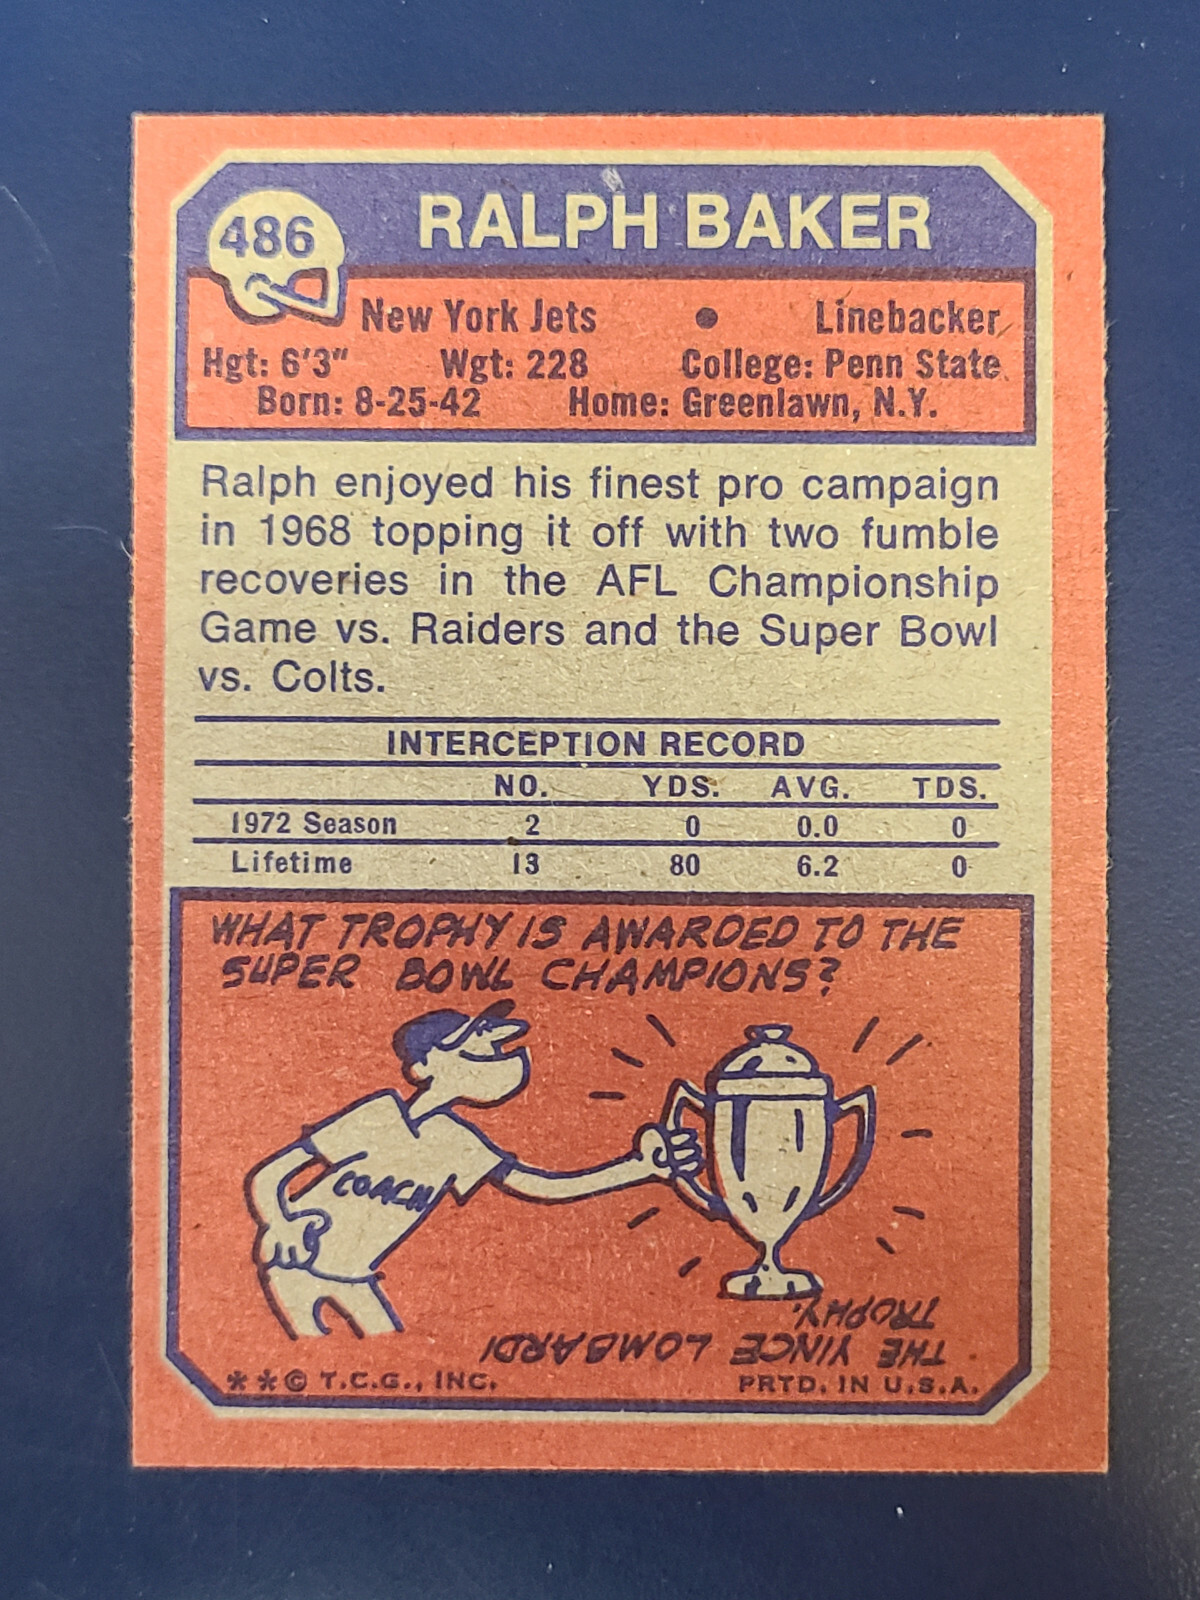 486 RALPH BAKER
New York Jets • Linebacker
Hgt: 6'3" Wgt: 228 College: Penn State
Born: 8-25-42 Home: Greenlawn, N.Y.
Ralph enjoyed his finest pro campaign
in 1968 topping it off with two fumble
recoveries in the AFL Championship
Game vs. Raiders and the Super Bowl
vs. Colts.
INTERCEPTION RECORD
NO. YDS. AVG. TDS.
1972 Season 2 0 0.0 0
Lifetime 13 80 6.2 0
WHAT TROPHY IS AWARDED TO THE
SUPER BOWL CHAMPIONS?
COACH
THE VINCE LOMBARDI
TROPHY.
**© T.C.G., INC. PRTD. IN U.S.A.